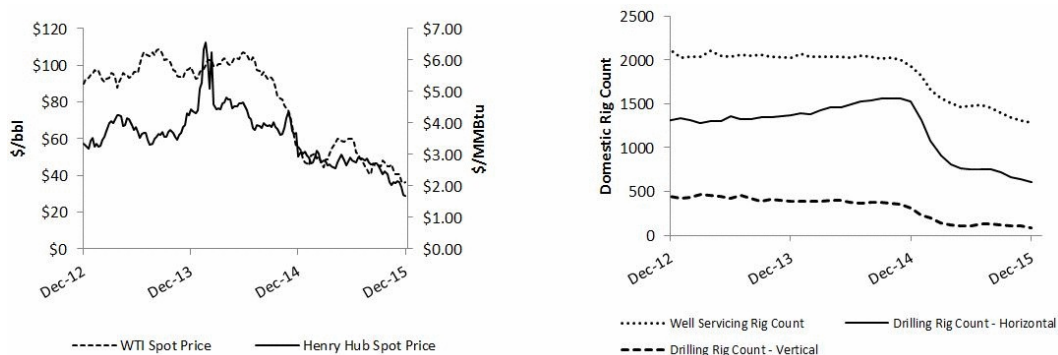 $120
$100
$80
$60
$40
$20
$0
$/bbl
$7.00
$6.00
$5.00
$4.00
$3.00
$2.00
$1.00
$0.00
$/MMBtu
Dec-12
Dec-13
Dec-14
Dec-15
WTI Spot Price
Henry Hub Spot Price
2500
2000
1500
1000
500
0
Domestic Rig Count
Dec-12
Dec-13
Dec-14
Dec-15
Well Servicing Rig Count
Drilling Rig Count - Horizontal
Drilling Rig Count - Vertical